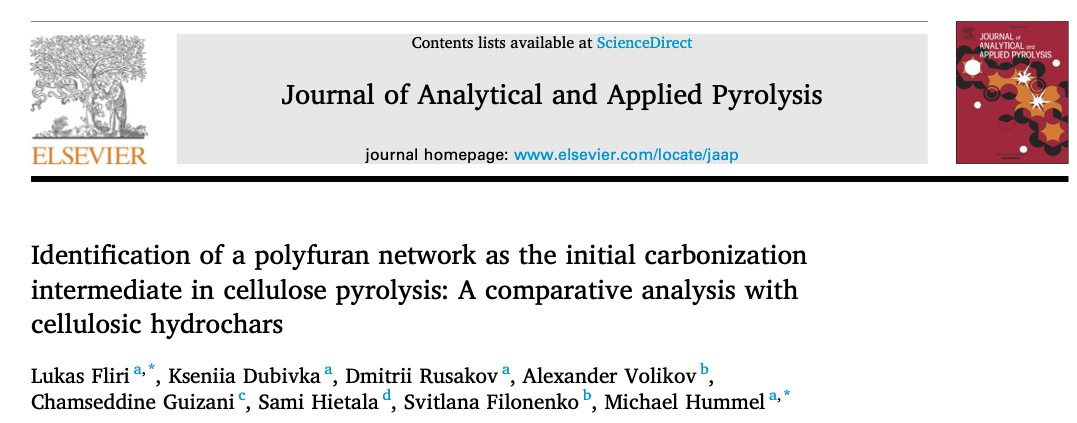 Contents lists available at ScienceDirect
Journal of Analytical and Applied Pyrolysis
journal homepage: www.elsevier.com/locate/jaap
ELSEVIER
JOURNAL of
ANALYTICAL and
APPLIED PYROLYSIS
Identification of a polyfuran network as the initial carbonization
intermediate in cellulose pyrolysis: A comparative analysis with
cellulosic hydrochars
Lukas Fliri a,*, Kseniia Dubivka a, Dmitrii Rusakov a, Alexander Volikov b,
Chamseddine Guizani c, Sami Hietala d, Svitlana Filonenko b, Michael Hummel a,*